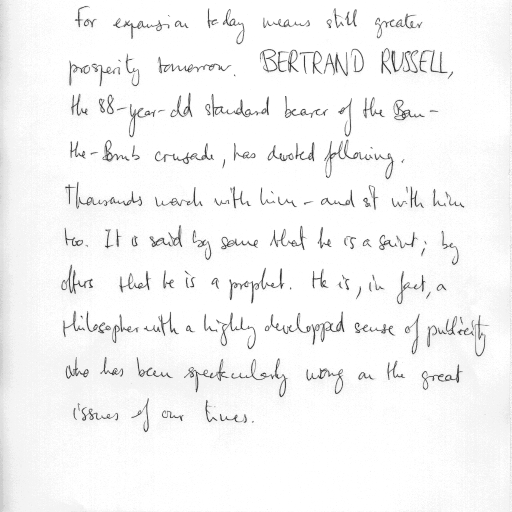 For expansion today means still greater
prosperity tomorrow. BERTRAND RUSSELL,
the 88-year-old standard bearer of the Ban-
the-Bomb crusade, has devoted following.
Thousands march with him - and sit with him
too. It is said by some that he is a saint; by
others that he is a prophet. He is, in fact, a
philosopher with a highly developped sense of publicity
who has been spectacularly wrong on the great
issues of our times.